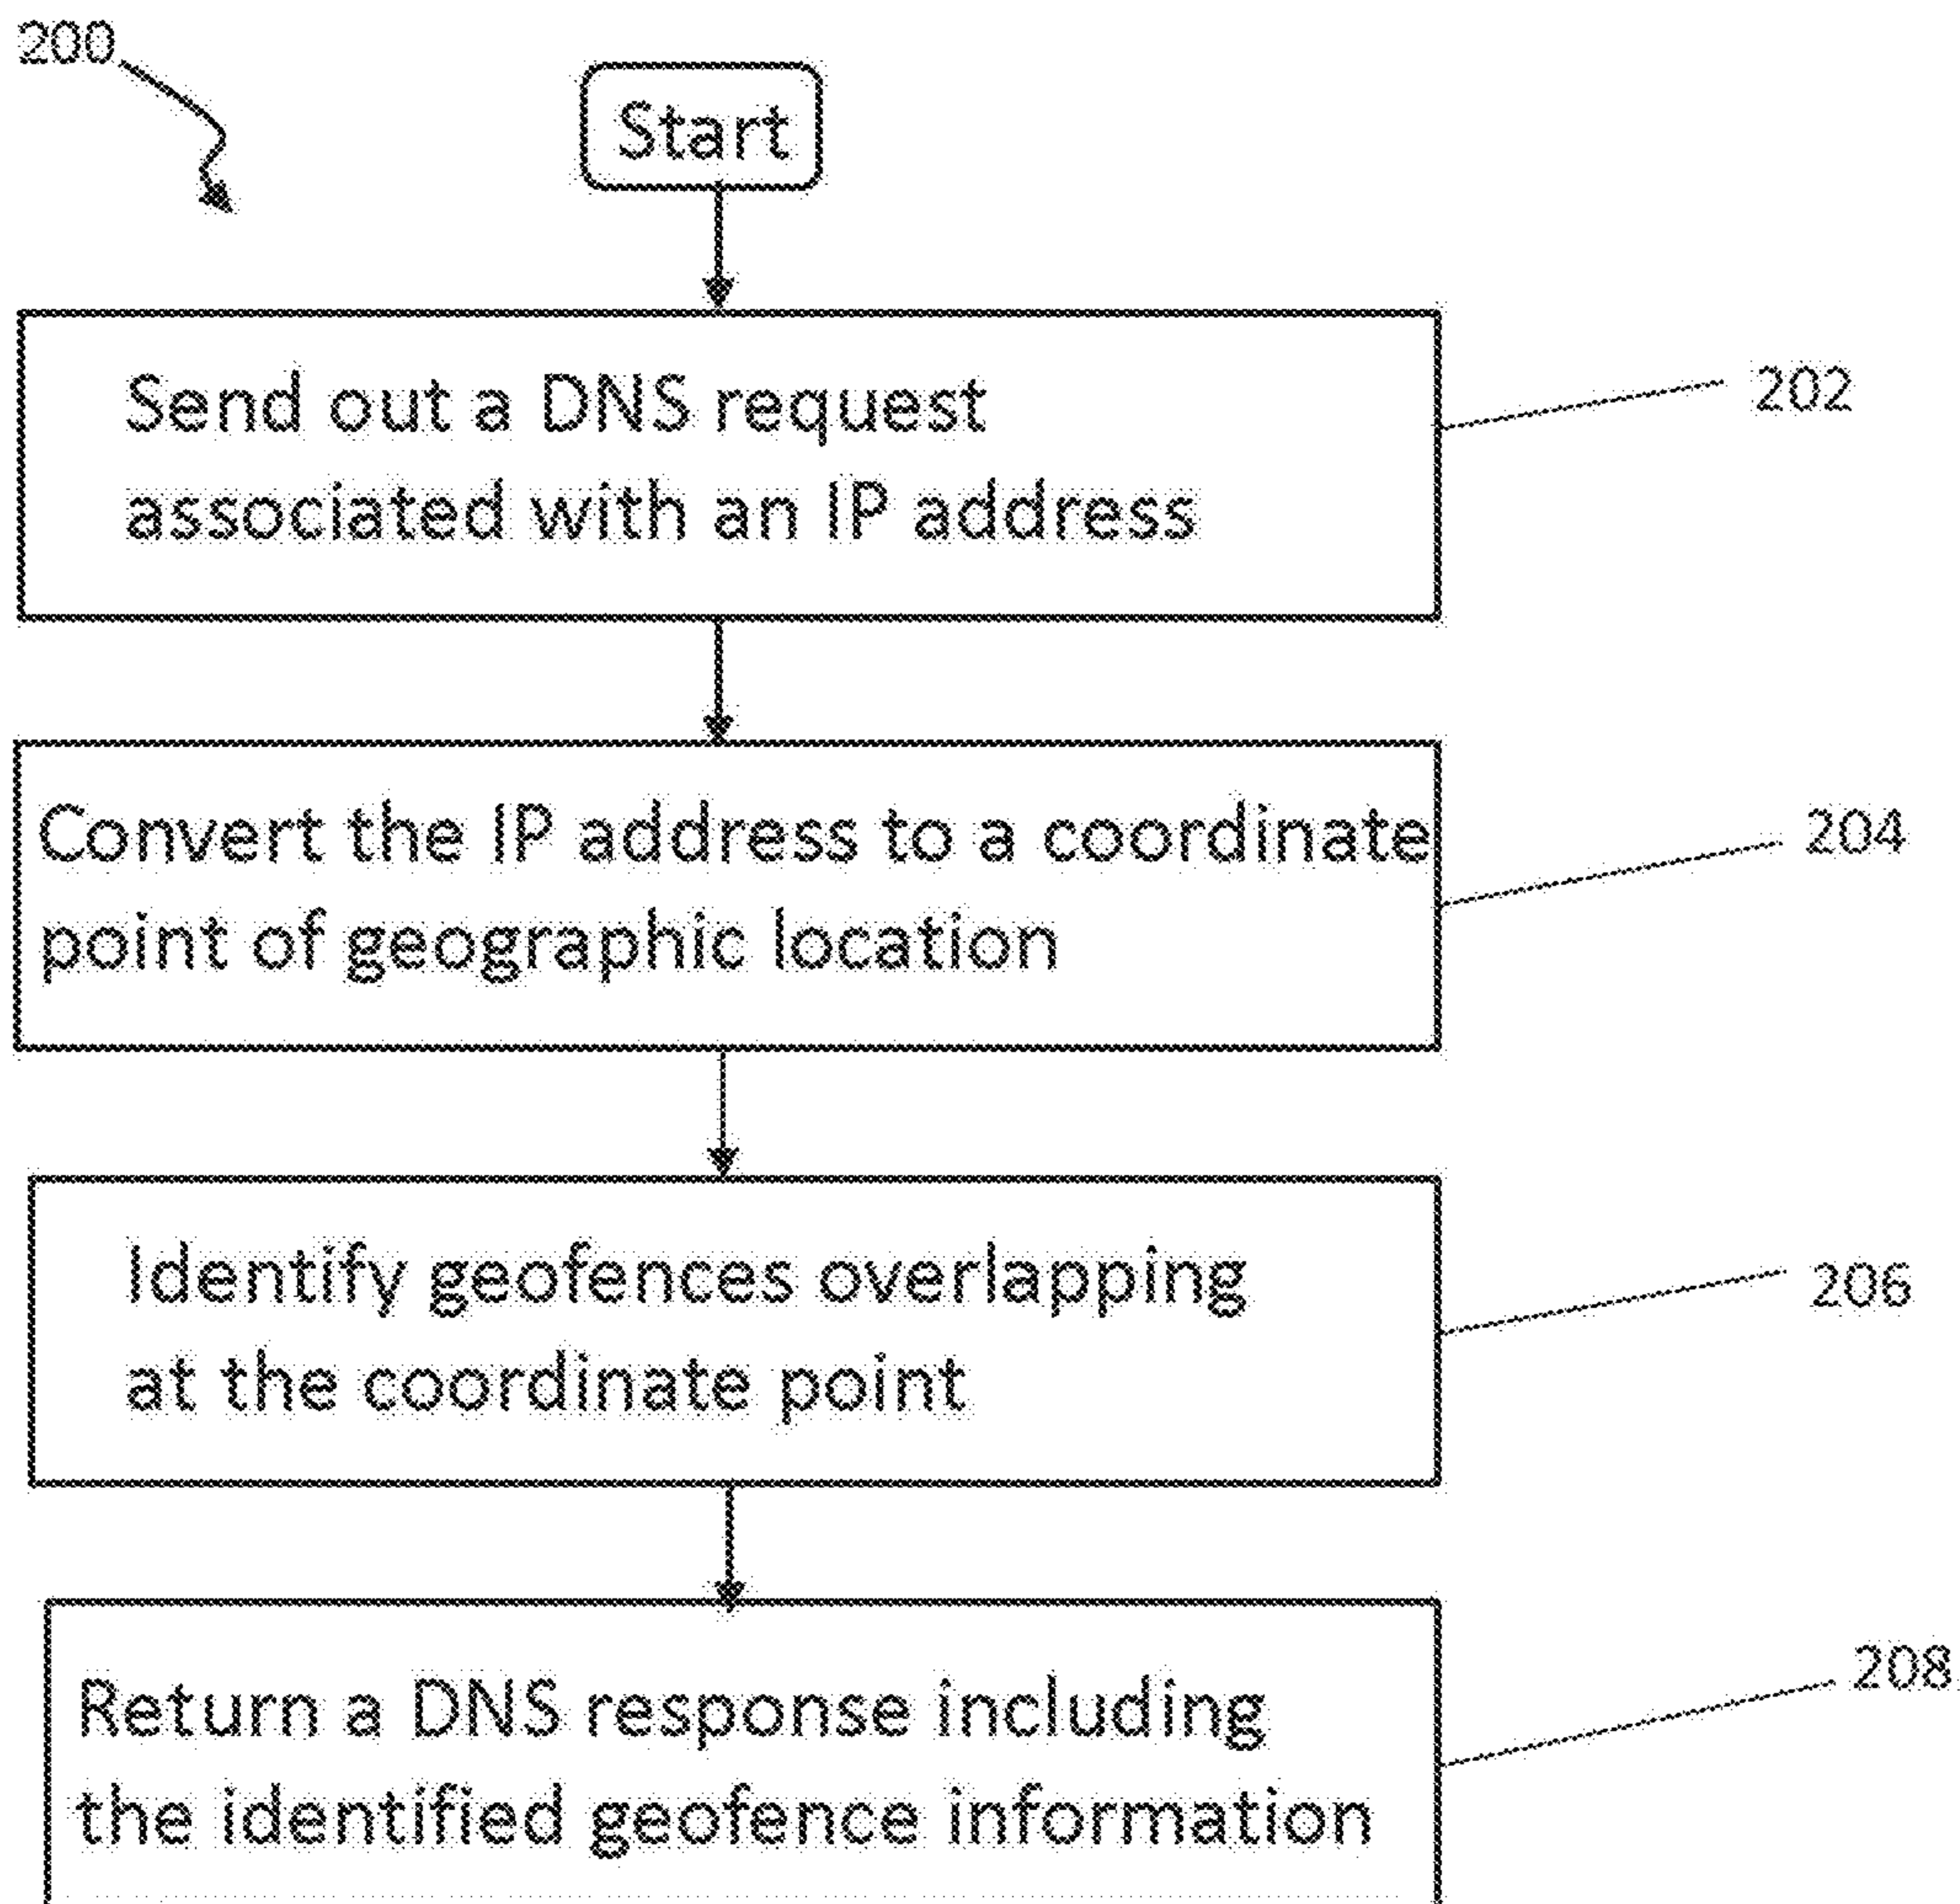 200
Start
Send out a DNS request
associated with an IP address
202
Convert the IP address to a coordinate
point of geographic location
204
Identify geofences overlapping
at the coordinate point
206
Return a DNS response including
the identified geofence information
208